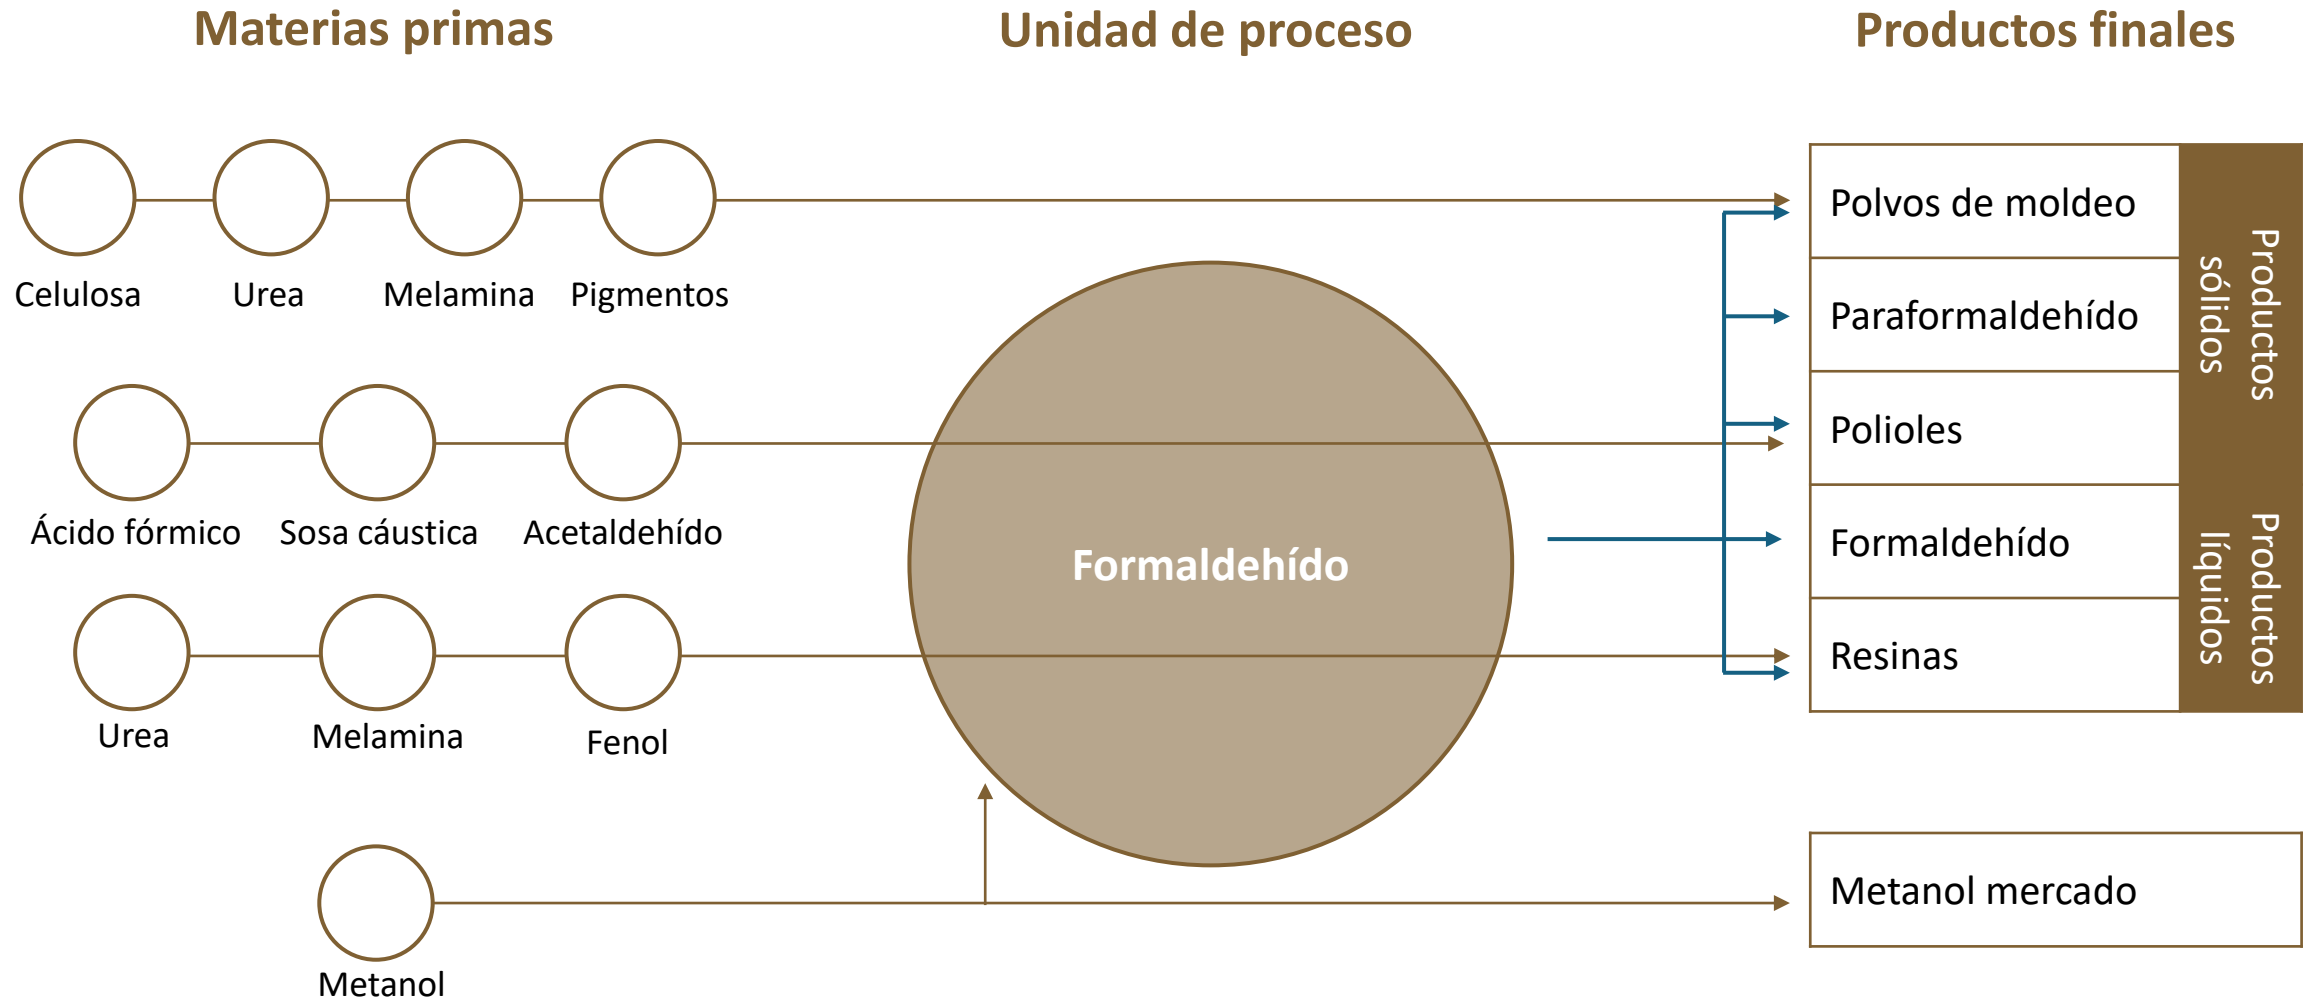 Materias primas
Unidad de proceso
Productos finales
Celulosa
Urea
Melamina
Pigmentos
Ácido fórmico
Sosa cáustica
Acetaldehído
Urea
Melamina
Fenol
Metanol
Formaldehído
Polvos de moldeo
Paraformaldehído
Polioles
Formaldehído
Resinas
Productos
sólidos
Productos
líquidos
Metanol mercado